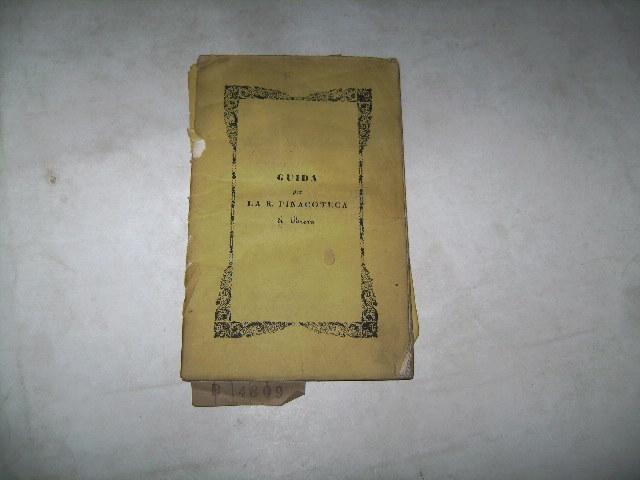 GUIDA
per
LA R. PINACOTECA
di Brera
B 4809